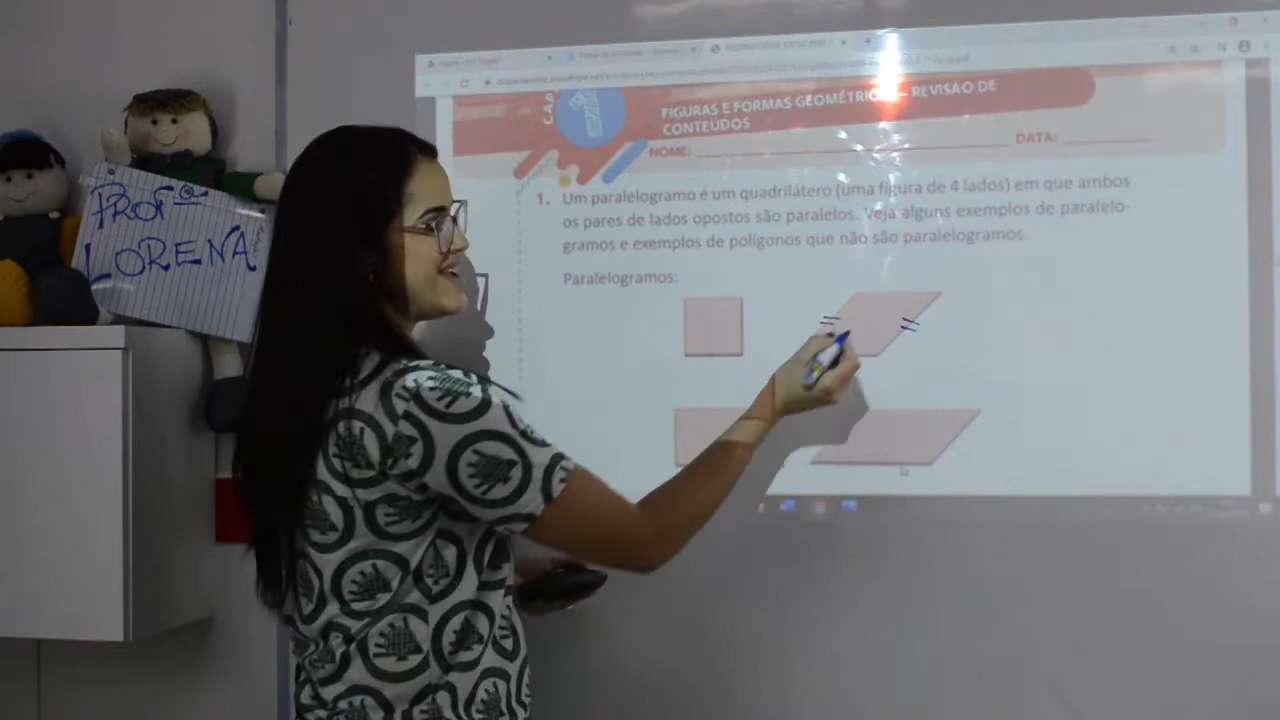 PROFª
LORENA
CAP
1
FIGURAS E FORMAS GEOMÉTRICAS – REVISÃO DE
CONTEÚDOS
NOME:
DATA:
1. Um paralelogramo é um quadrilátero (uma figura de 4 lados) em que ambos
os pares de lados opostos são paralelos. Veja alguns exemplos de paralelo-
gramos e exemplos de polígonos que não são paralelogramos.
Paralelogramos: